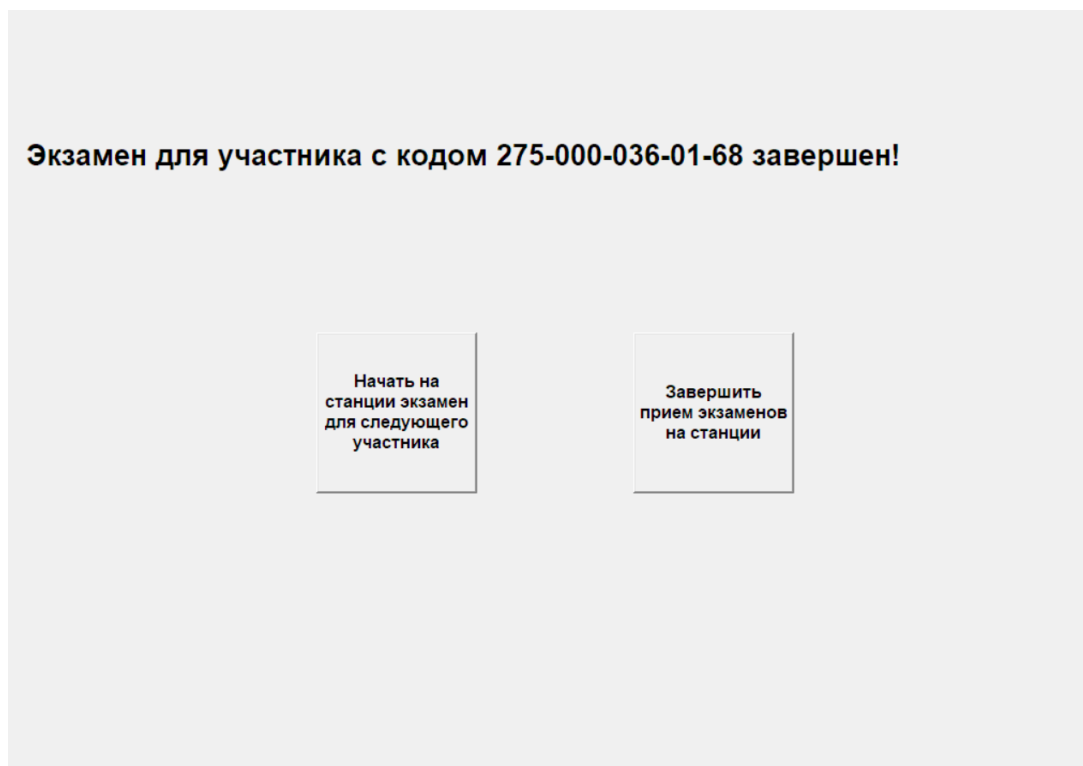 Экзамен для участника с кодом 275-000-036-01-68 завершен!
Начать на
станции экзамен
для следующего
участника
Завершить
прием экзаменов
на станции